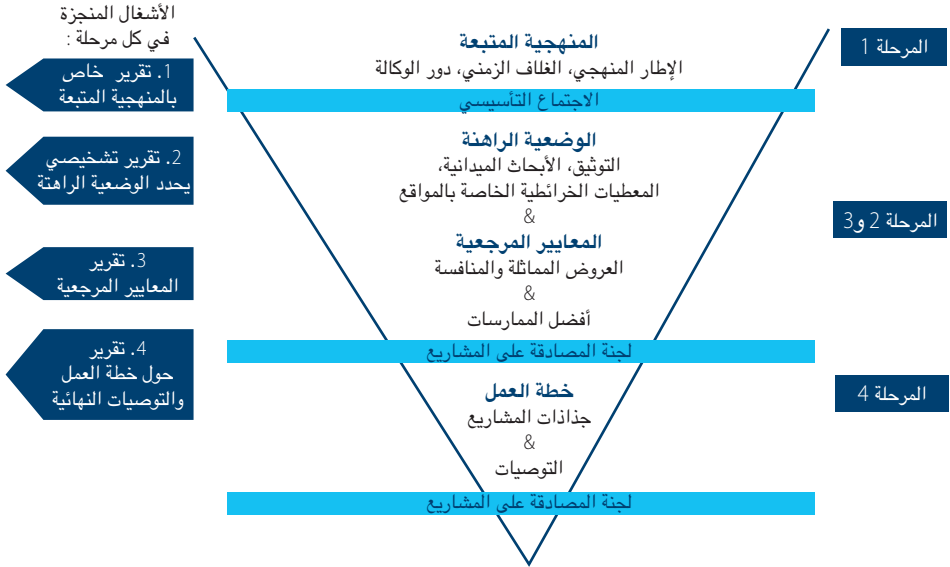 المرحلة 1
المنهجية المتبعة
الإطار المنهجي، الغلاف الزمني، دور الوكالة
الاجتماع التأسيسي
المرحلة 2 و3
الوضعية الراهنة
التوثيق، الأبحاث الميدانية،
المعطيات الخرائطية الخاصة بالمواقع
&
المعايير المرجعية
العروض المماثلة والمنافسة
&
أفضل الممارسات
لجنة المصادقة على المشاريع
المرحلة 4
خطة العمل
جذاذات المشاريع
&
التوصيات
لجنة المصادقة على المشاريع
الأشغال المنجزة
في كل مرحلة :
1. تقرير خاص
بالمنهجية المتبعة
2. تقرير تشخيصي
يحدد الوضعية الراهتة
3. تقرير
المعايير المرجعية
4. تقرير
حول خطة العمل
والتوصيات النهائية